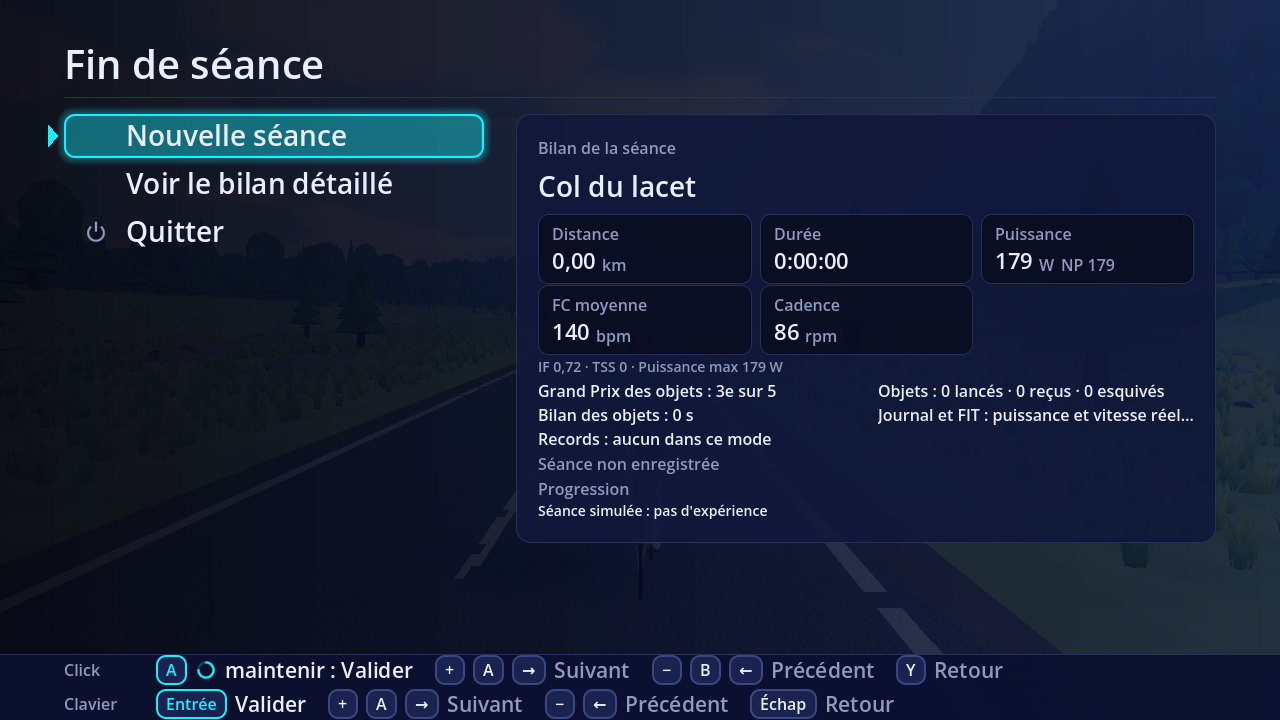 Fin de séance
Nouvelle séance
Voir le bilan détaillé
Quitter
Bilan de la séance
Col du lacet
Distance
0,00 km
Durée
0:00:00
Puissance
179 W NP 179
FC moyenne
140 bpm
Cadence
86 rpm
IF 0,72 · TSS 0 · Puissance max 179 W
Grand Prix des objets : 3e sur 5
Objets : 0 lancés · 0 reçus · 0 esquivés
Bilan des objets : 0 s
Journal et FIT : puissance et vitesse réel...
Records : aucun dans ce mode
Séance non enregistrée
Progression
Séance simulée : pas d'expérience
Click A maintenir : Valider + A → Suivant − B ← Précédent Y Retour
Clavier Entrée Valider + A → Suivant − ← Précédent Échap Retour